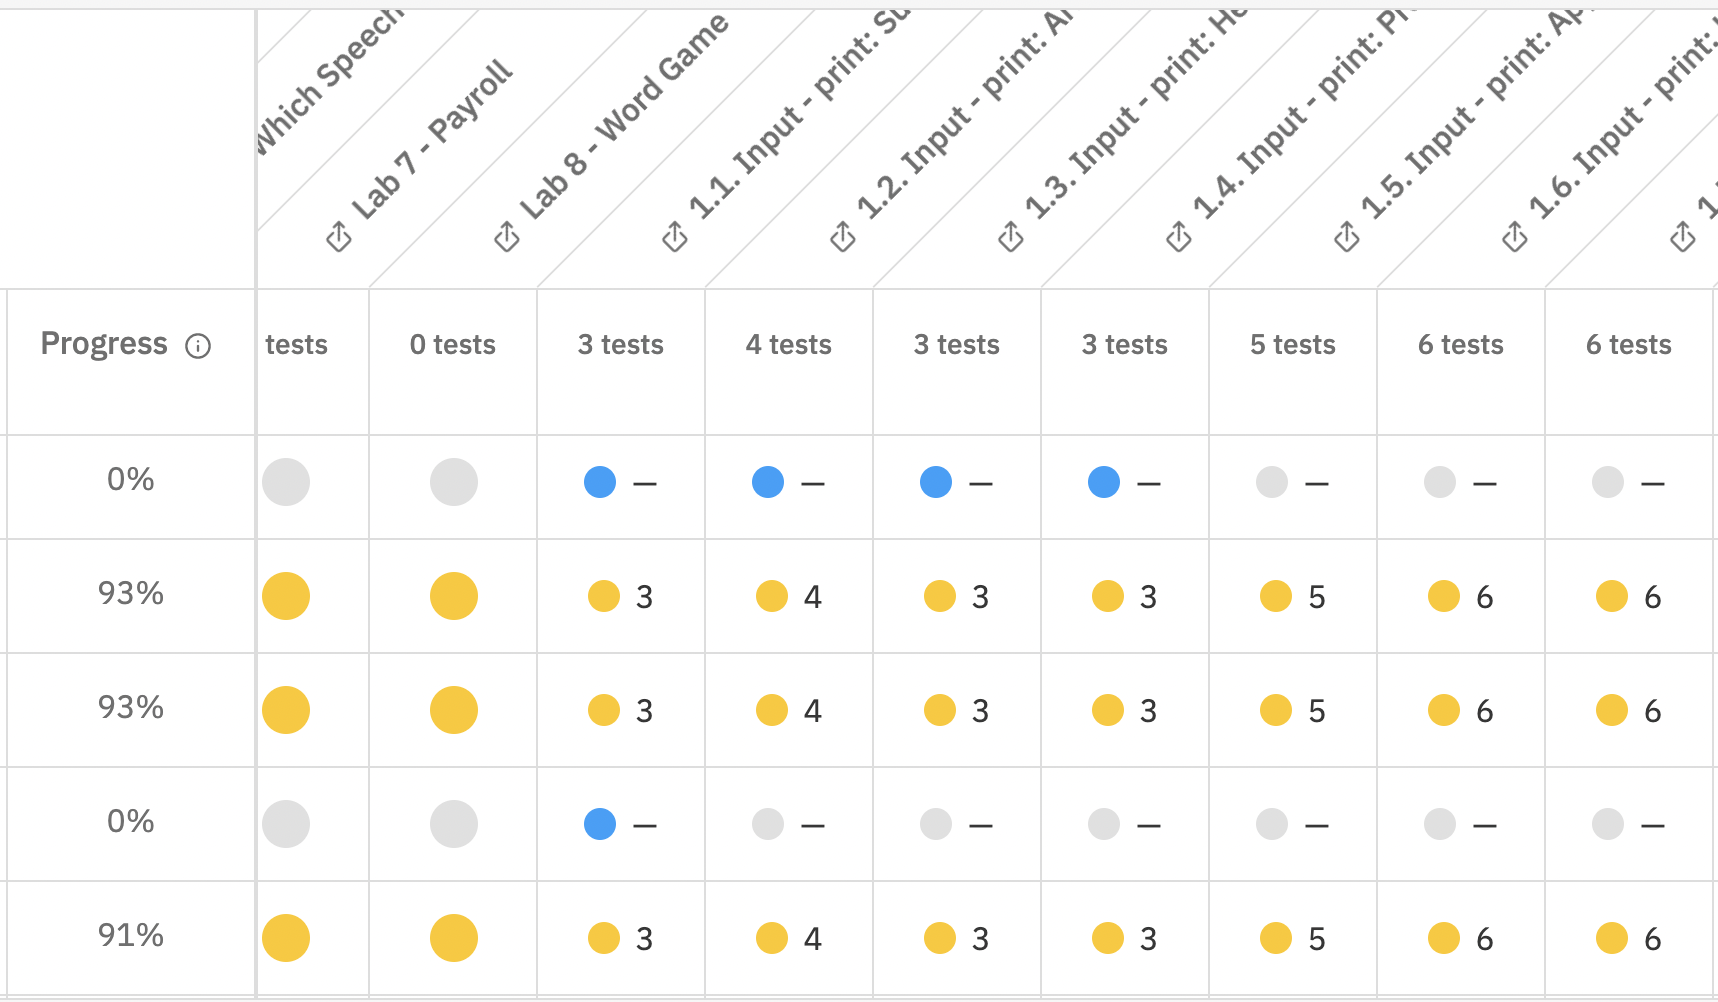 Which Speech
Lab 7 - Payroll
Lab 8 - Word Game
1.1. Input - print: Su
1.2. Input - print: Ar
1.3. Input - print: He
1.4. Input - print:
1.5. Input - print: Ap
1.6. Input - print:
Progress tests 0 tests 3 tests 4 tests 3 tests 3 tests 5 tests 6 tests 6 tests
0% — — — — — — —
93% 3 4 3 3 5 6 6
93% 3 4 3 3 5 6 6
0% — — — — — — —
91% 3 4 3 3 5 6 6